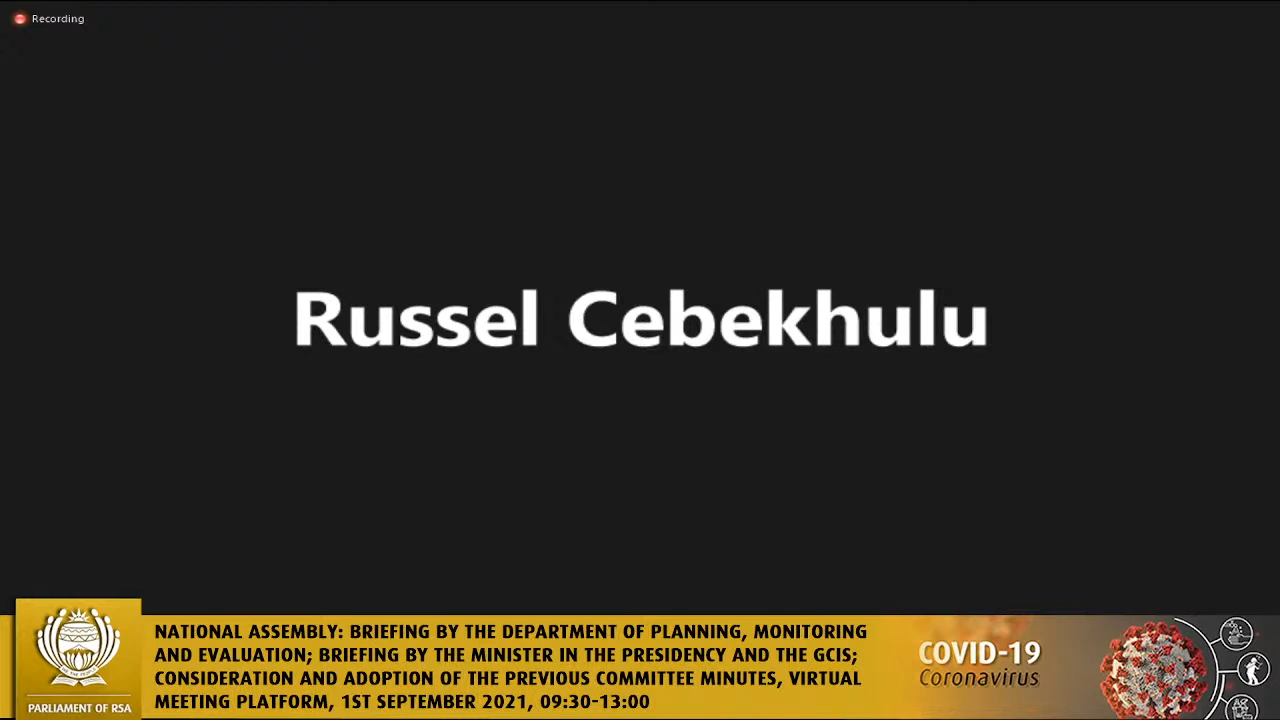 Recording
Russel Cebekhulu
NATIONAL ASSEMBLY: BRIEFING BY THE DEPARTMENT OF PLANNING, MONITORING
AND EVALUATION; BRIEFING BY THE MINISTER IN THE PRESIDENCY AND THE GCIS;
CONSIDERATION AND ADOPTION OF THE PREVIOUS COMMITTEE MINUTES, VIRTUAL
MEETING PLATFORM, 1ST SEPTEMBER 2021, 09:30-13:00
PARLIAMENT OF RSA
COVID-19
Coronavirus